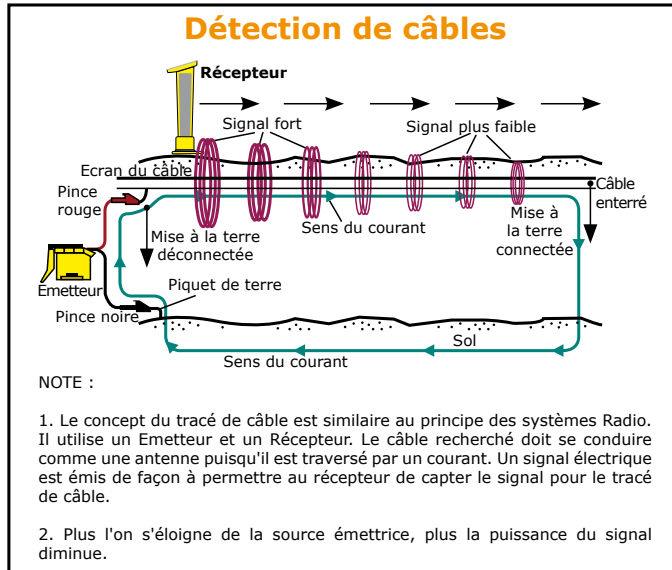 Détection de câbles
Récepteur
Signal fort
Signal plus faible
Ecran du câble
Câble
enterré
Pince
rouge
Mise à la terre
déconnectée
Sens du courant
Mise à
la terre
connectée
Emetteur
Piquet de terre
Pince noire
Sol
Sens du courant
NOTE :
1. Le concept du tracé de câble est similaire au principe des systèmes Radio.
Il utilise un Emetteur et un Récepteur. Le câble recherché doit se conduire
comme une antenne puisqu'il est traversé par un courant. Un signal électrique
est émis de façon à permettre au récepteur de capter le signal pour le tracé
de câble.
2. Plus l'on s'éloigne de la source émettrice, plus la puissance du signal
diminue.